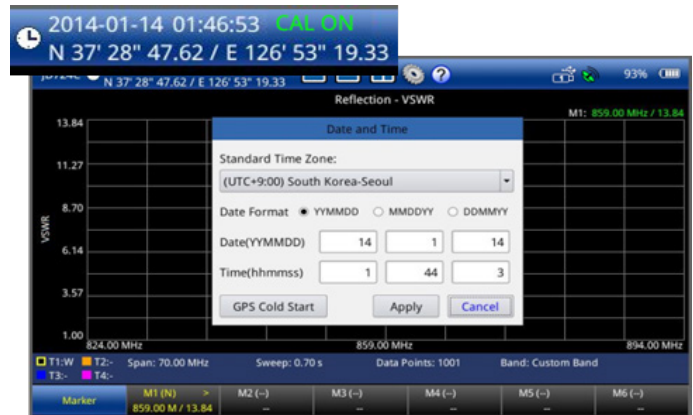 2014-01-14 01:46:53 CAL ON
N 37' 28" 47.62 / E 126' 53" 19.33
JD724C
N 37' 28" 47.62 / E 126' 53" 19.33
?
93%
Reflection - VSWR
M1: 859.00 MHz / 13.84
13.84
11.27
8.70
6.14
3.57
1.00
VSWR
Date and Time
Standard Time Zone:
(UTC+9:00) South Korea-Seoul
Date Format YYMMDD MMDDYY DDMMYY
Date(YYMMDD) 14 1 14
Time(hhmmss) 1 44 3
GPS Cold Start Apply Cancel
824.00 MHz 859.00 MHz 894.00 MHz
T1:W T2:- Span: 70.00 MHz Sweep: 0.70 s Data Points: 1001 Band: Custom Band
T3:- T4:-
Marker M1 (N) > M2 (--) M3 (--) M4 (--) M5 (--) M6 (--)
859.00 M / 13.84 -- -- -- -- --